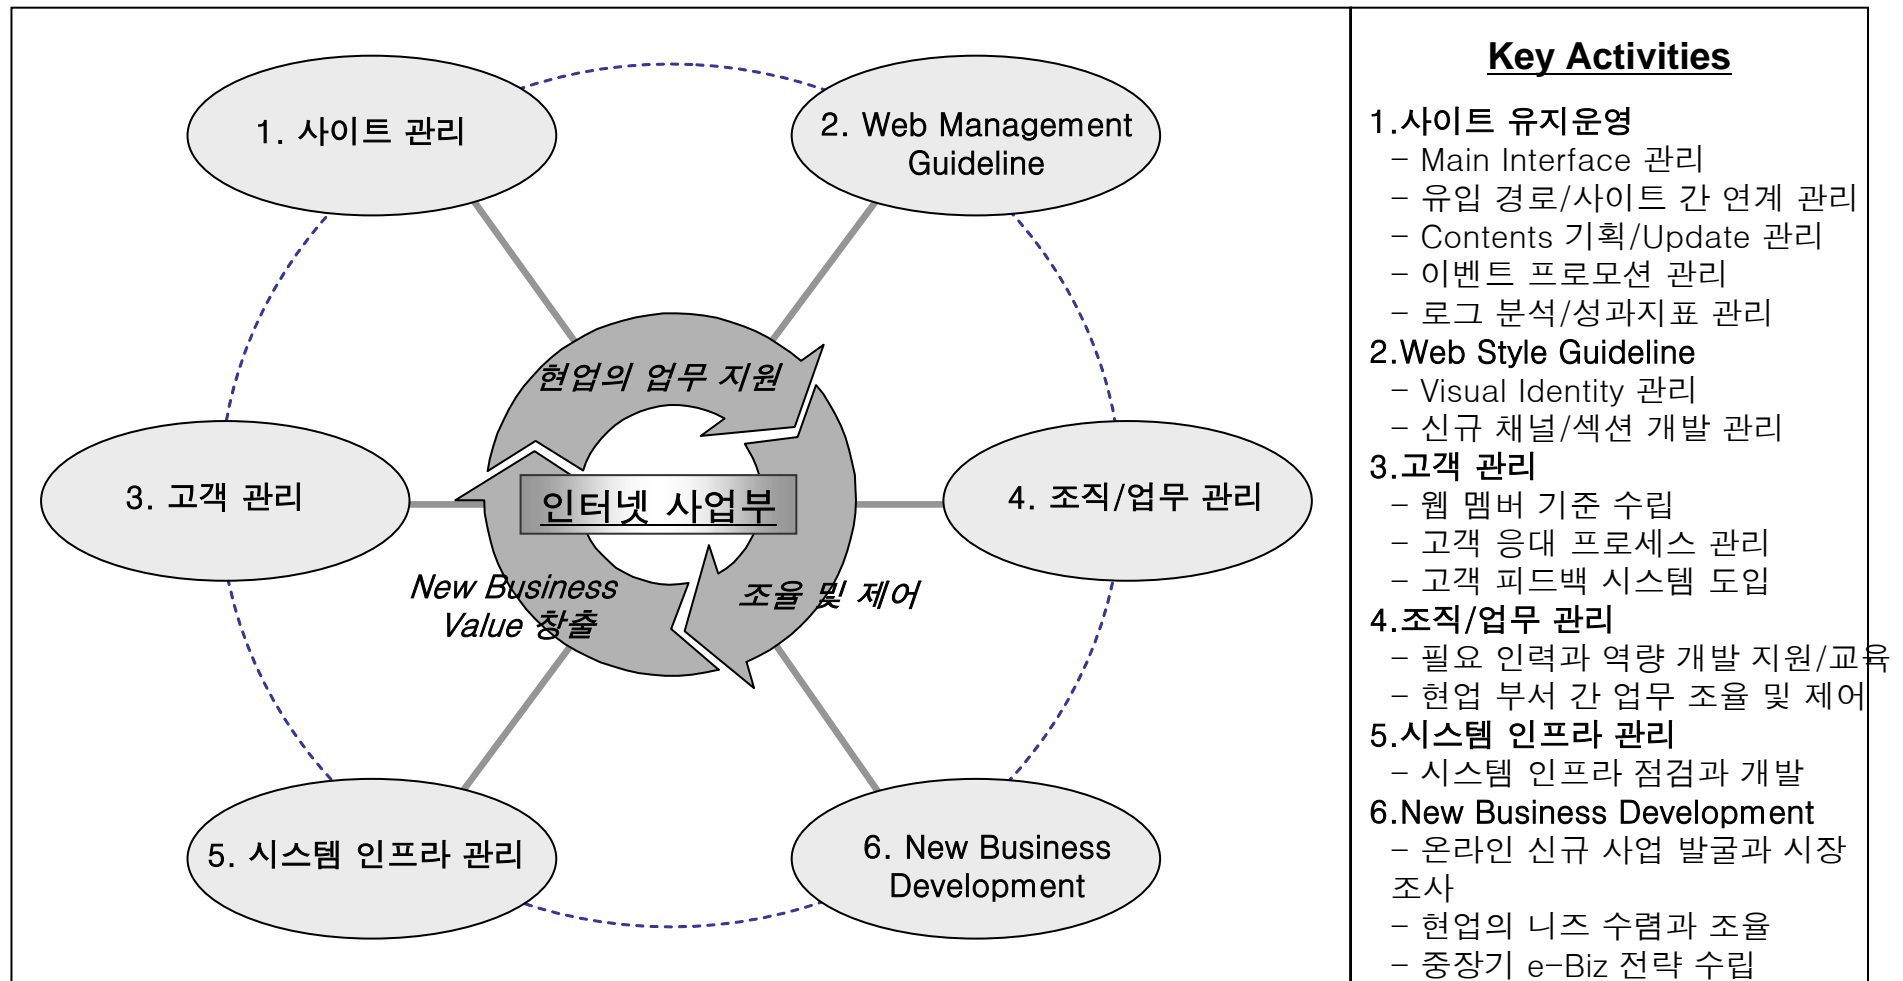 1. 사이트 관리
2. Web Management
Guideline
현업의 업무 지원
3. 고객 관리
인터넷 사업부
4. 조직/업무 관리
New Business
Value 창출
조율 및 제어
5. 시스템 인프라 관리
6. New Business
Development
Key Activities
1.사이트 유지운영
- Main Interface 관리
- 유입 경로/사이트 간 연계 관리
- Contents 기획/Update 관리
- 이벤트 프로모션 관리
- 로그 분석/성과지표 관리
2.Web Style Guideline
- Visual Identity 관리
- 신규 채널/섹션 개발 관리
3.고객 관리
- 웹 멤버 기준 수립
- 고객 응대 프로세스 관리
- 고객 피드백 시스템 도입
4.조직/업무 관리
- 필요 인력과 역량 개발 지원/교육
- 현업 부서 간 업무 조율 및 제어
5.시스템 인프라 관리
- 시스템 인프라 점검과 개발
6.New Business Development
- 온라인 신규 사업 발굴과 시장
조사
- 현업의 니즈 수렴과 조율
- 중장기 e-Biz 전략 수립